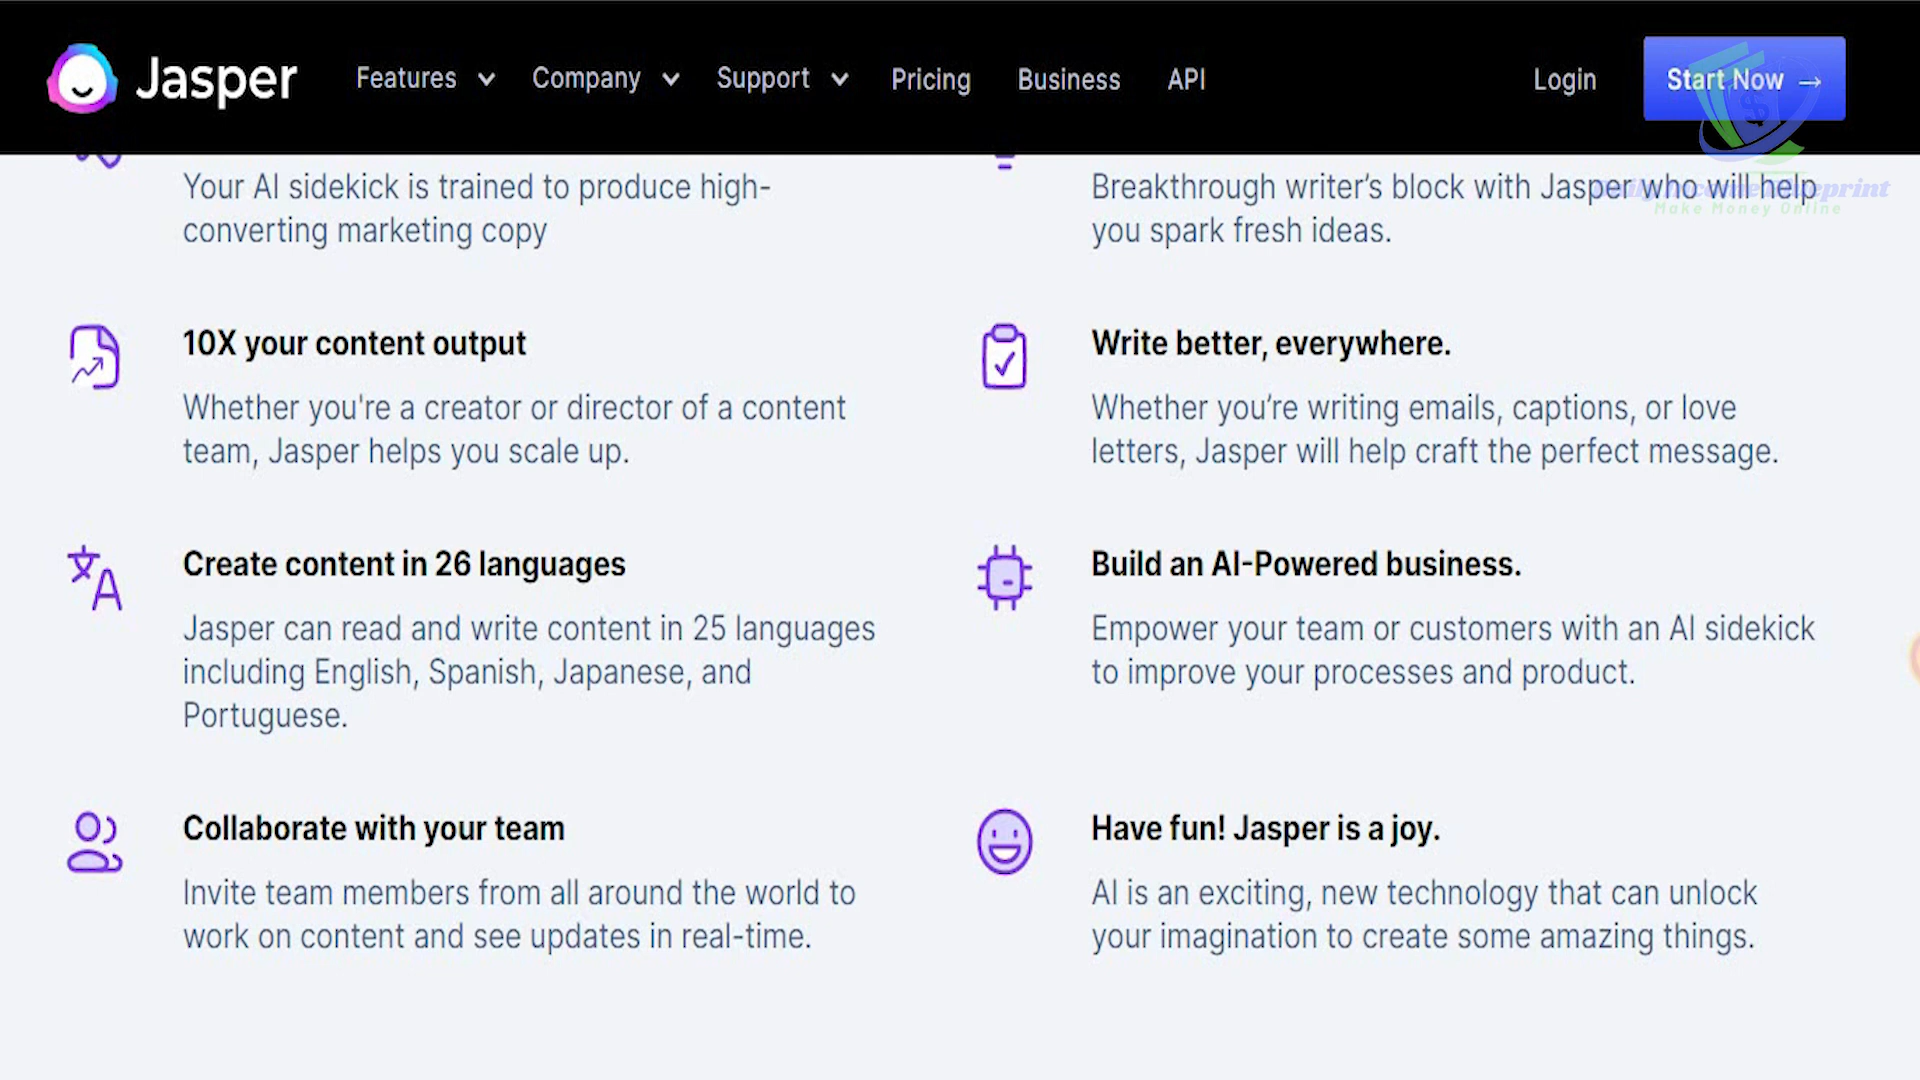 Jasper
Features
Company
Support
Pricing
Business
API
Login
Start Now →
Your AI sidekick is trained to produce high-
converting marketing copy
Breakthrough writer’s block with Jasper who will help
you spark fresh ideas.
Daily Income Blueprint
Make Money Online
10X your content output
Whether you're a creator or director of a content
team, Jasper helps you scale up.
Write better, everywhere.
Whether you’re writing emails, captions, or love
letters, Jasper will help craft the perfect message.
Create content in 26 languages
Jasper can read and write content in 25 languages
including English, Spanish, Japanese, and
Portuguese.
Build an AI-Powered business.
Empower your team or customers with an AI sidekick
to improve your processes and product.
Collaborate with your team
Invite team members from all around the world to
work on content and see updates in real-time.
Have fun! Jasper is a joy.
AI is an exciting, new technology that can unlock
your imagination to create some amazing things.